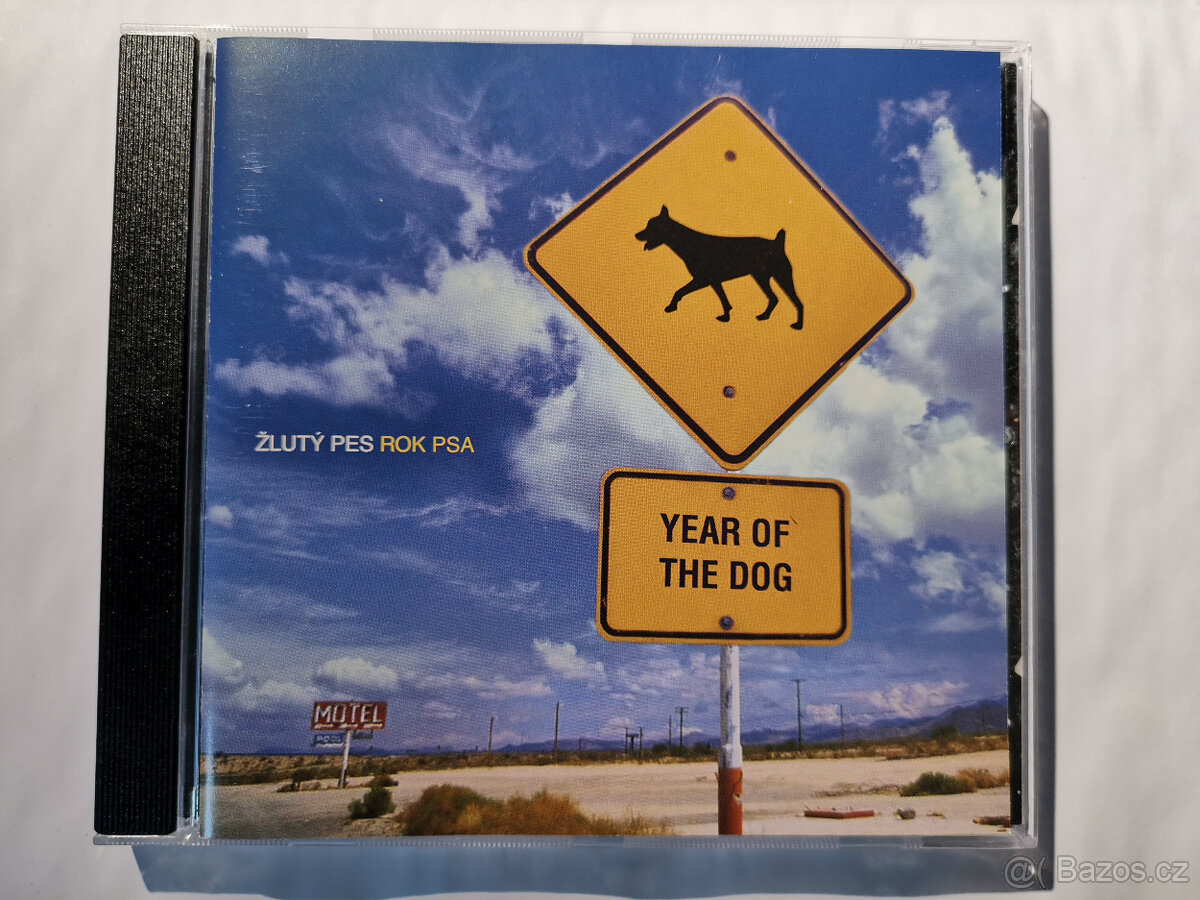 ŽLUTÝ PES ROK PSA
YEAR OF
THE DOG
MOTEL
Bazos.cz